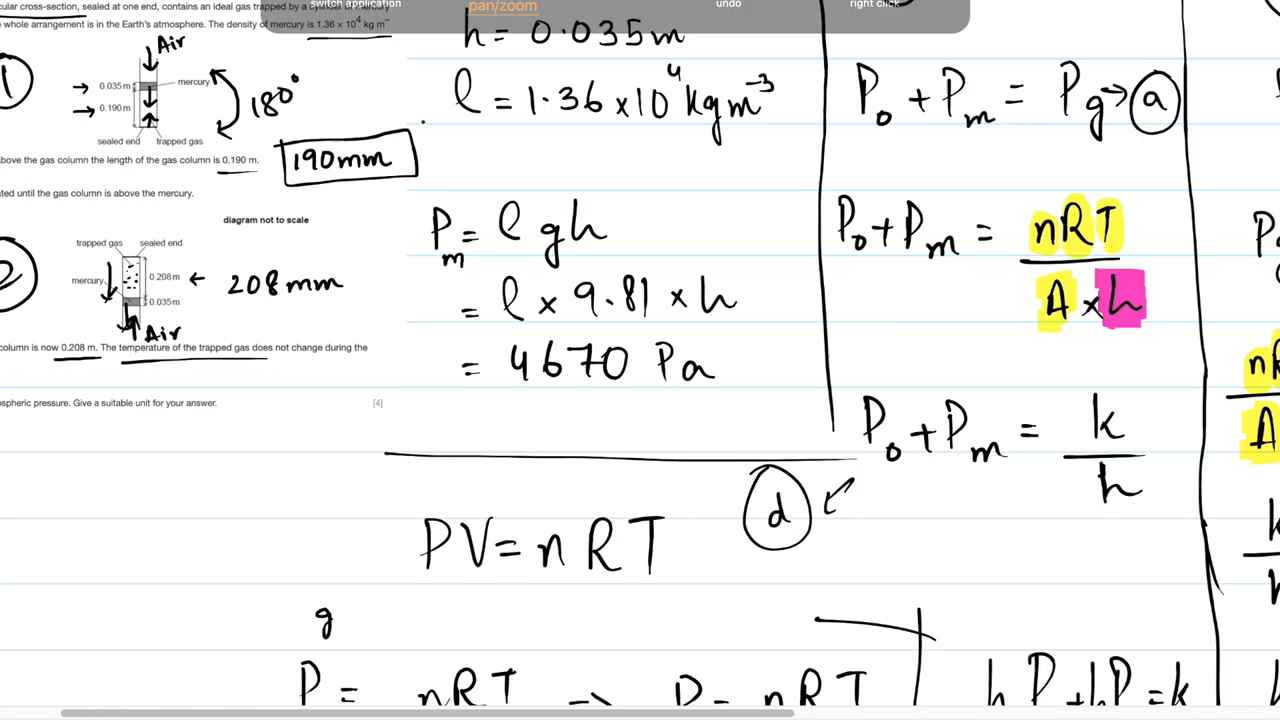 switch application pan/zoom undo right click
cular cross-section, sealed at one end, contains an ideal gas trapped by a cylinder of mercury
whole arrangement is in the Earth's atmosphere. The density of mercury is 1.36 × 10⁴ kg m⁻
1
Air
0.035 m
mercury
0.190 m
180°
sealed end trapped gas
above the gas column the length of the gas column is 0.190 m.
190mm
ated until the gas column is above the mercury.
diagram not to scale
2
trapped gas sealed end
0.208 m ← 208mm
mercury
0.035 m
Air
column is now 0.208 m. The temperature of the trapped gas does not change during the
ospheric pressure. Give a suitable unit for your answer. [4]
h = 0.035m
ρ = 1.36 ×10⁴ kg m⁻³
Pm = ρ g h
= ρ × 9.81 × h
= 4670 Pa
P₀ + Pm = Pg → a
P₀ + Pm = nRT
A × h
P₀ + Pm = k
h
d
PV = nRT
g
P = nRT → P = nRT
hP + hP = k
P
nR
A
k
h